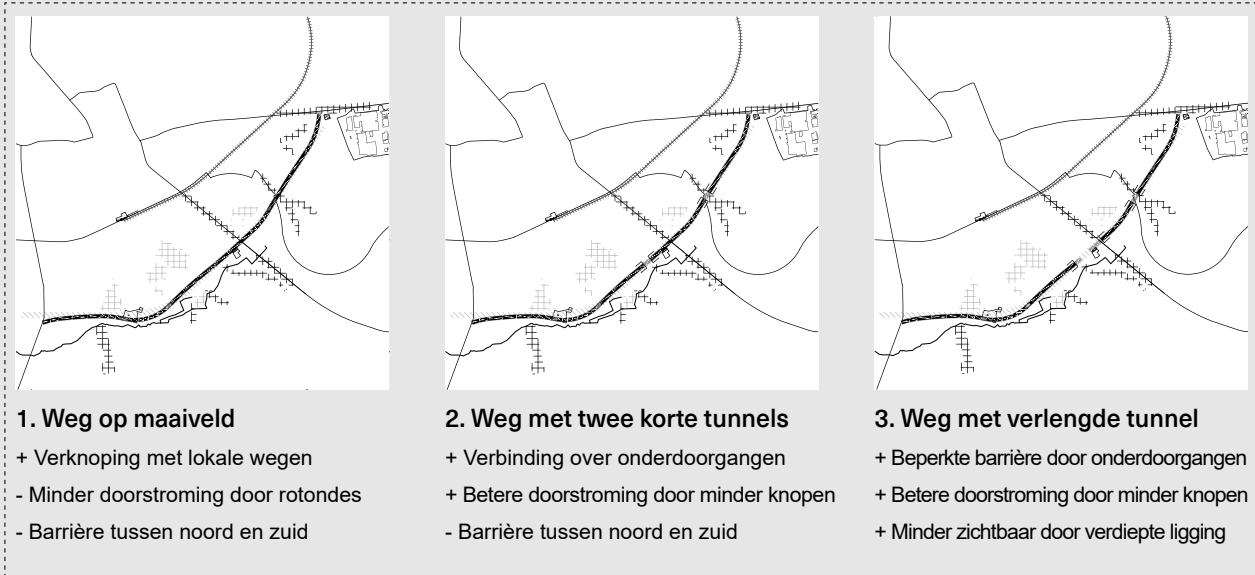 1. Weg op maaiveld
+ Verknoping met lokale wegen
- Minder doorstroming door rotondes
- Barrière tussen noord en zuid
2. Weg met twee korte tunnels
+ Verbinding over onderdoorgangen
+ Betere doorstroming door minder knopen
- Barrière tussen noord en zuid
3. Weg met verlengde tunnel
+ Beperkte barrière door onderdoorgangen
+ Betere doorstroming door minder knopen
+ Minder zichtbaar door verdiepte ligging